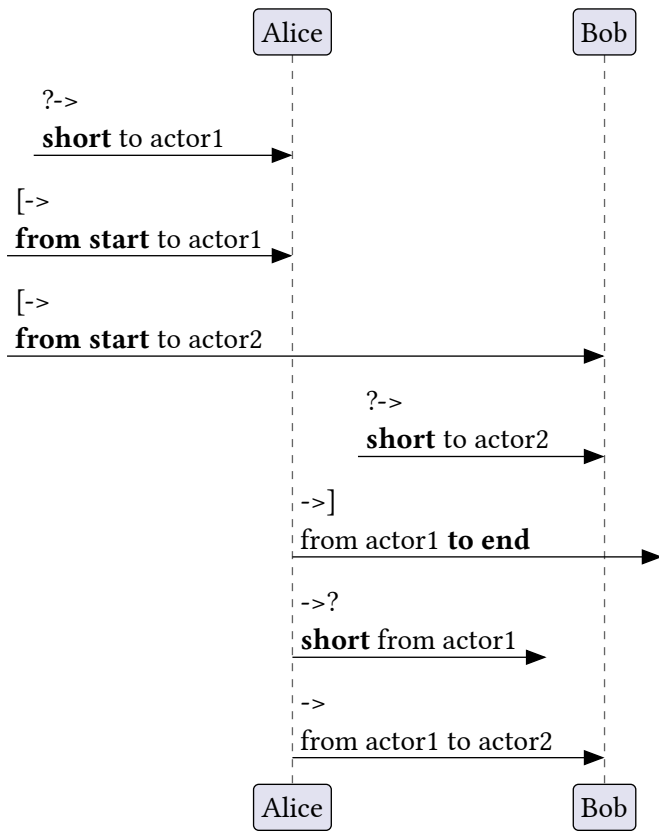 Alice Bob
?->
short to actor1
[->
from start to actor1
[->
from start to actor2
?->
short to actor2
->]
from actor1 to end
->?
short from actor1
->
from actor1 to actor2
Alice Bob